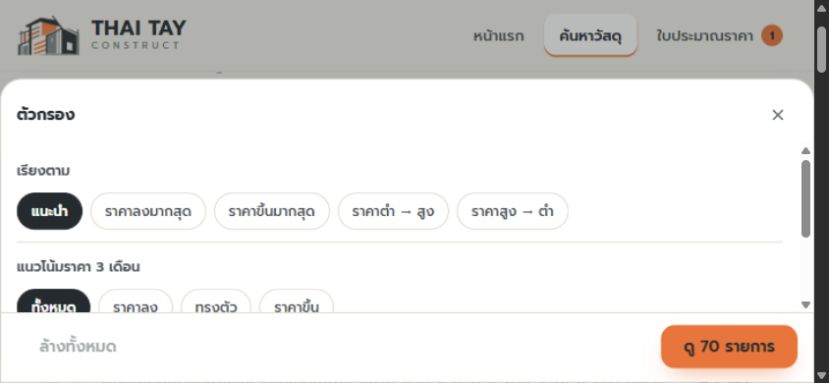 THAI TAY
CONSTRUCT
หน้าแรก
ค้นหาวัสดุ
ใบประมาณราคา 1
ตัวกรอง
×
เรียงตาม
แนะนำ
ราคาลงมากสุด
ราคาขึ้นมากสุด
ราคาต่ำ → สูง
ราคาสูง → ต่ำ
แนวโน้มราคา 3 เดือน
ทั้งหมด
ราคาลง
ทรงตัว
ราคาขึ้น
ล้างทั้งหมด
ดู 70 รายการ